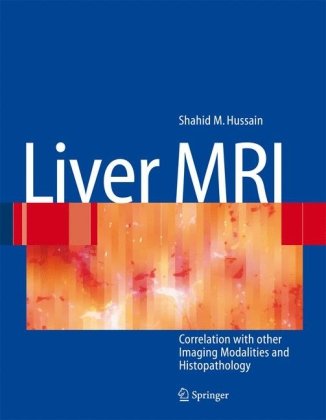 Shahid M. Hussain
Liver MRI
Correlation with other
Imaging Modalities and
Histopathology
Springer